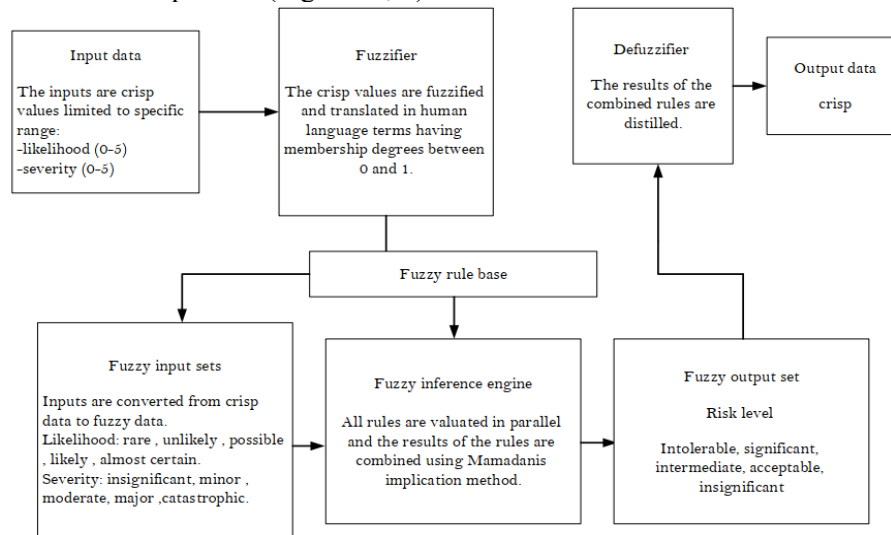 Input data
The inputs are crisp
values limited to specific
range:
-likelihood (0-5)
-severity (0-5)
Fuzzifier
The crisp values are fuzzified
and translated in human
language terms having
membership degrees between
0 and 1.
Defuzzifier
The results of the
combined rules are
distilled.
Output data
crisp
Fuzzy rule base
Fuzzy input sets
Inputs are converted from crisp
data to fuzzy data.
Likelihood: rare , unlikely , possible
, likely , almost certain.
Severity: insignificant, minor ,
moderate, major ,catastrophic.
Fuzzy inference engine
All rules are valuated in parallel
and the results of the rules are
combined using Mamadanis
implication method.
Fuzzy output set
Risk level
Intolerable, significant,
intermediate, acceptable,
insignificant